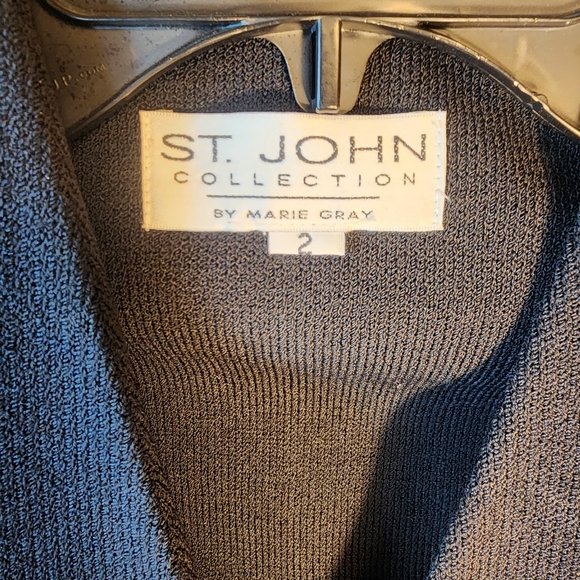 ST. JOHN
COLLECTION
BY MARIE GRAY
2